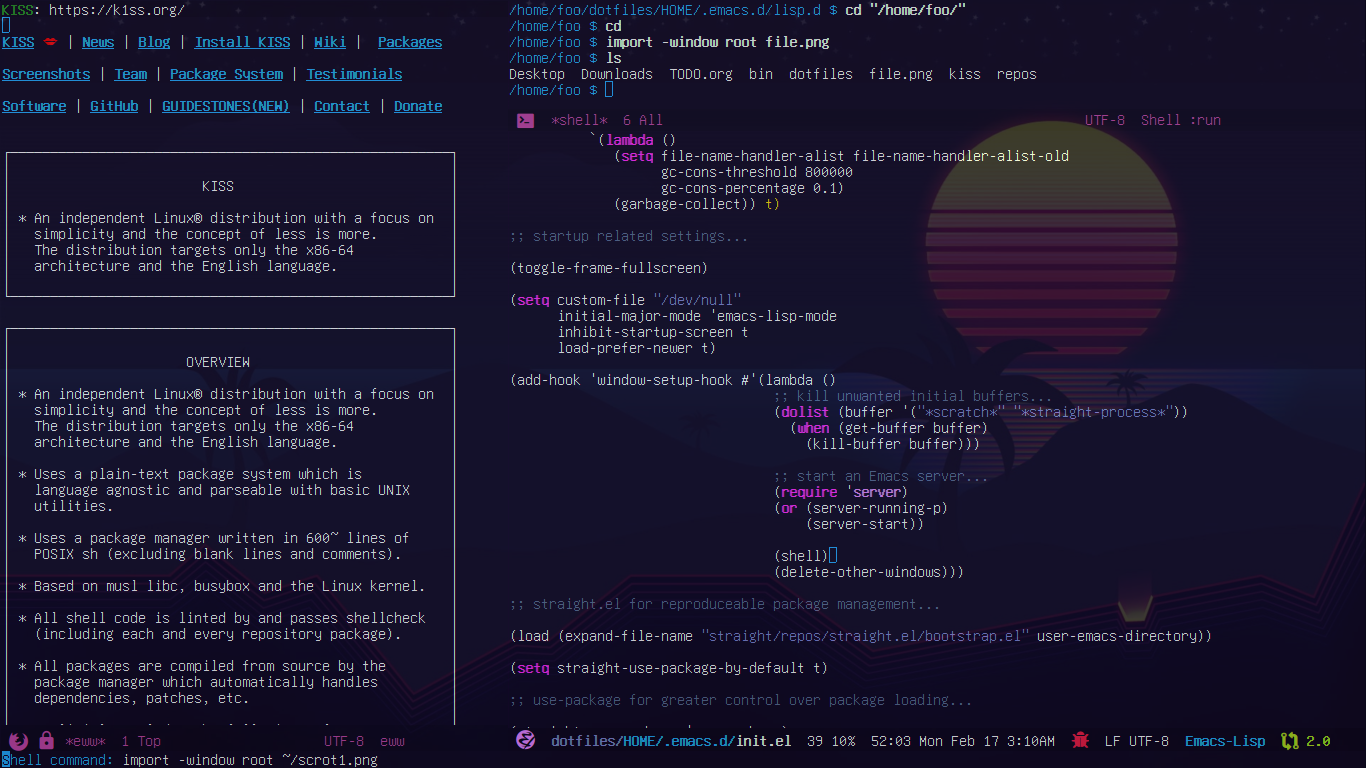 KISS: https://k1ss.org/
KISS 💋 | News | Blog | Install KISS | Wiki | Packages
Screenshots | Team | Package System | Testimonials
Software | GitHub | GUIDESTONES(NEW) | Contact | Donate
KISS
* An independent Linux® distribution with a focus on
simplicity and the concept of less is more.
The distribution targets only the x86-64
architecture and the English language.
OVERVIEW
* An independent Linux® distribution with a focus on
simplicity and the concept of less is more.
The distribution targets only the x86-64
architecture and the English language.
* Uses a plain-text package system which is
language agnostic and parseable with basic UNIX
utilities.
* Uses a package manager written in 600~ lines of
POSIX sh (excluding blank lines and comments).
* Based on musl libc, busybox and the Linux kernel.
* All shell code is linted by and passes shellcheck
(including each and every repository package).
* All packages are compiled from source by the
package manager which automatically handles
dependencies, patches, etc.
*eww* 1 Top UTF-8 eww
/home/foo/dotfiles/HOME/.emacs.d/lisp.d $ cd "/home/foo/"
/home/foo $ cd
/home/foo $ import -window root file.png
/home/foo $ ls
Desktop Downloads TODO.org bin dotfiles file.png kiss repos
/home/foo $
*shell* 6 All UTF-8 Shell :run
`(lambda ()
(setq file-name-handler-alist file-name-handler-alist-old
gc-cons-threshold 800000
gc-cons-percentage 0.1)
(garbage-collect)) t)
;; startup related settings...
(toggle-frame-fullscreen)
(setq custom-file "/dev/null"
initial-major-mode 'emacs-lisp-mode
inhibit-startup-screen t
load-prefer-newer t)
(add-hook 'window-setup-hook #'(lambda ()
;; kill unwanted initial buffers...
(dolist (buffer '("*scratch*" "*straight-process*"))
(when (get-buffer buffer)
(kill-buffer buffer)))
;; start an Emacs server...
(require 'server)
(or (server-running-p)
(server-start))
(shell)
(delete-other-windows)))
;; straight.el for reproduceable package management...
(load (expand-file-name "straight/repos/straight.el/bootstrap.el" user-emacs-directory))
(setq straight-use-package-by-default t)
;; use-package for greater control over package loading...
dotfiles/HOME/.emacs.d/init.el 39 10% 52:03 Mon Feb 17 3:10AM LF UTF-8 Emacs-Lisp 2.0
Shell command: import -window root ~/scrot1.png